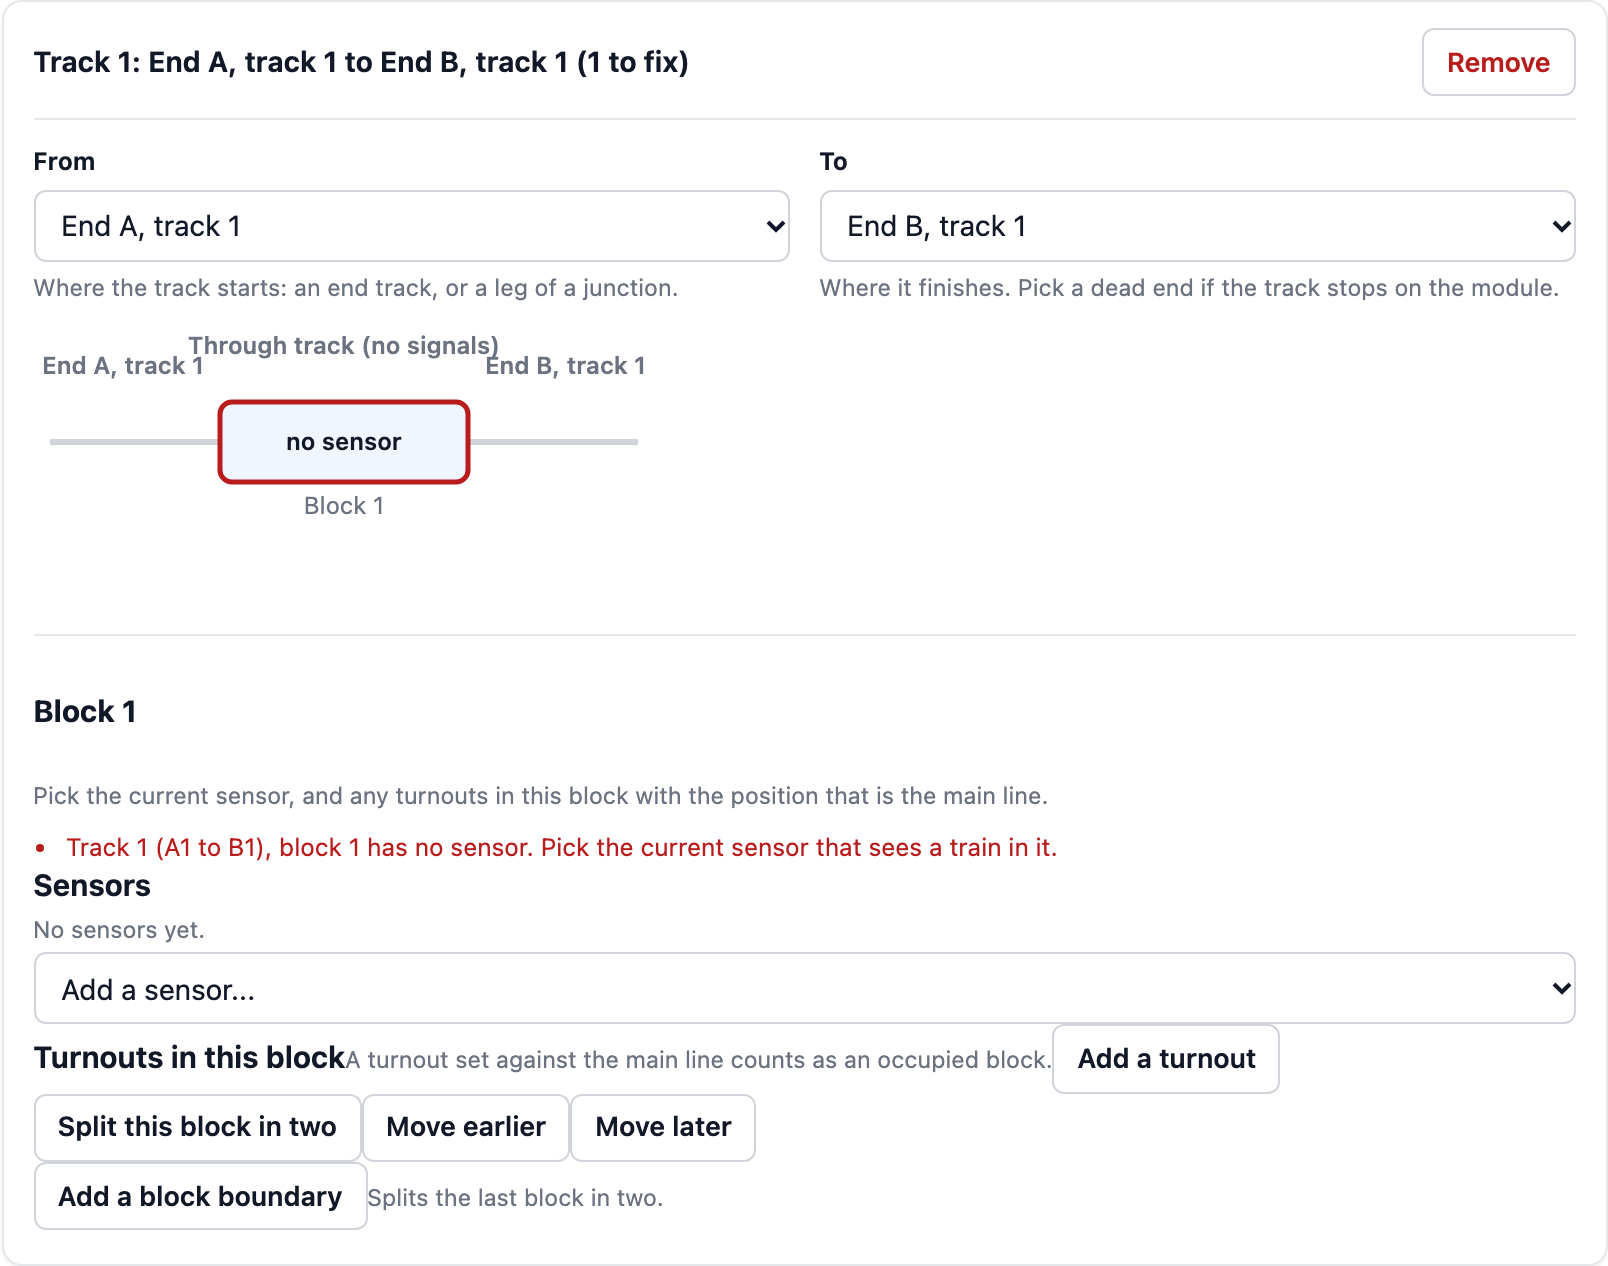 Track 1: End A, track 1 to End B, track 1 (1 to fix)
Remove
From
To
End A, track 1
End B, track 1
Where the track starts: an end track, or a leg of a junction.
Where it finishes. Pick a dead end if the track stops on the module.
Through track (no signals)
End A, track 1
End B, track 1
no sensor
Block 1
Block 1
Pick the current sensor, and any turnouts in this block with the position that is the main line.
• Track 1 (A1 to B1), block 1 has no sensor. Pick the current sensor that sees a train in it.
Sensors
No sensors yet.
Add a sensor...
Turnouts in this block A turnout set against the main line counts as an occupied block. Add a turnout
Split this block in two Move earlier Move later
Add a block boundary Splits the last block in two.